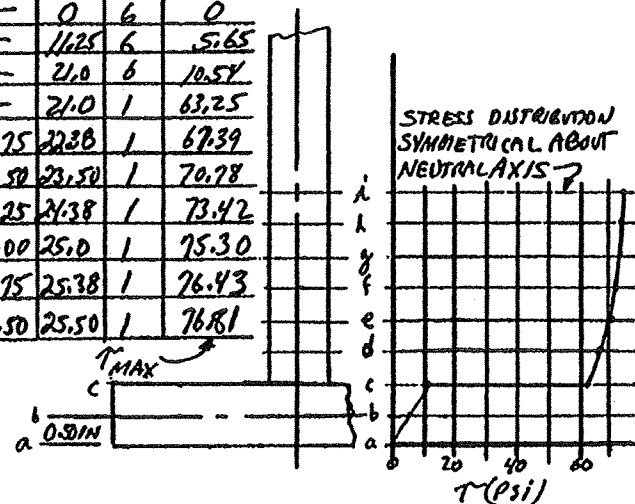 – 0 6 0
– 11.25 6 5.65
– 21.0 6 10.54
– 21.0 1 63.25
75 22.38 1 67.39
50 23.50 1 70.78
25 24.38 1 73.42
00 25.0 1 75.30
75 25.38 1 76.43
.50 25.50 1 76.81
τMAX
STRESS DISTRIBUTION
SYMMETRICAL ABOUT
NEUTRAL AXIS
i
h
g
f
e
d
c
b
a
c
b
a 0.50 IN
0 20 40 60
τ (PSi)